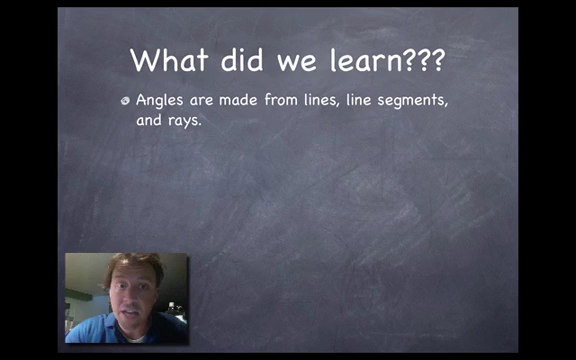 What did we learn???
Angles are made from lines, line segments,
and rays.